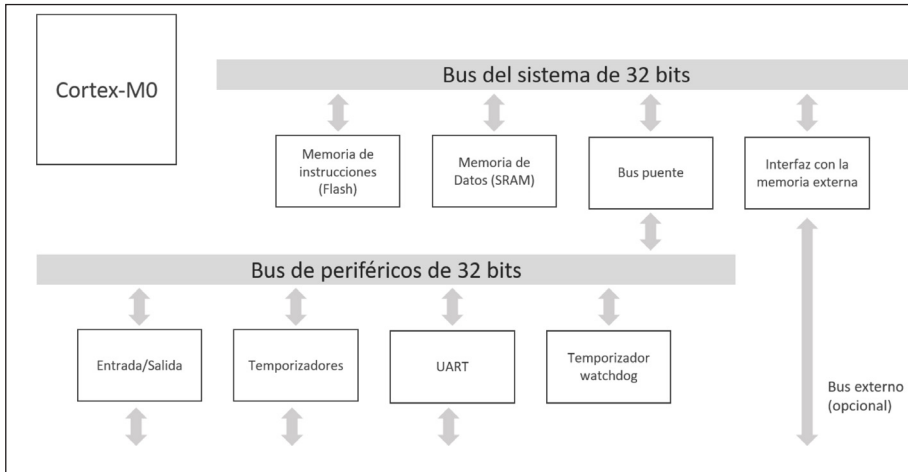 Cortex-M0
Bus del sistema de 32 bits
Memoria de
instrucciones
(Flash)
Memoria de
Datos (SRAM)
Bus puente
Interfaz con la
memoria externa
Bus de periféricos de 32 bits
Entrada/Salida
Temporizadores
UART
Temporizador
watchdog
Bus externo
(opcional)